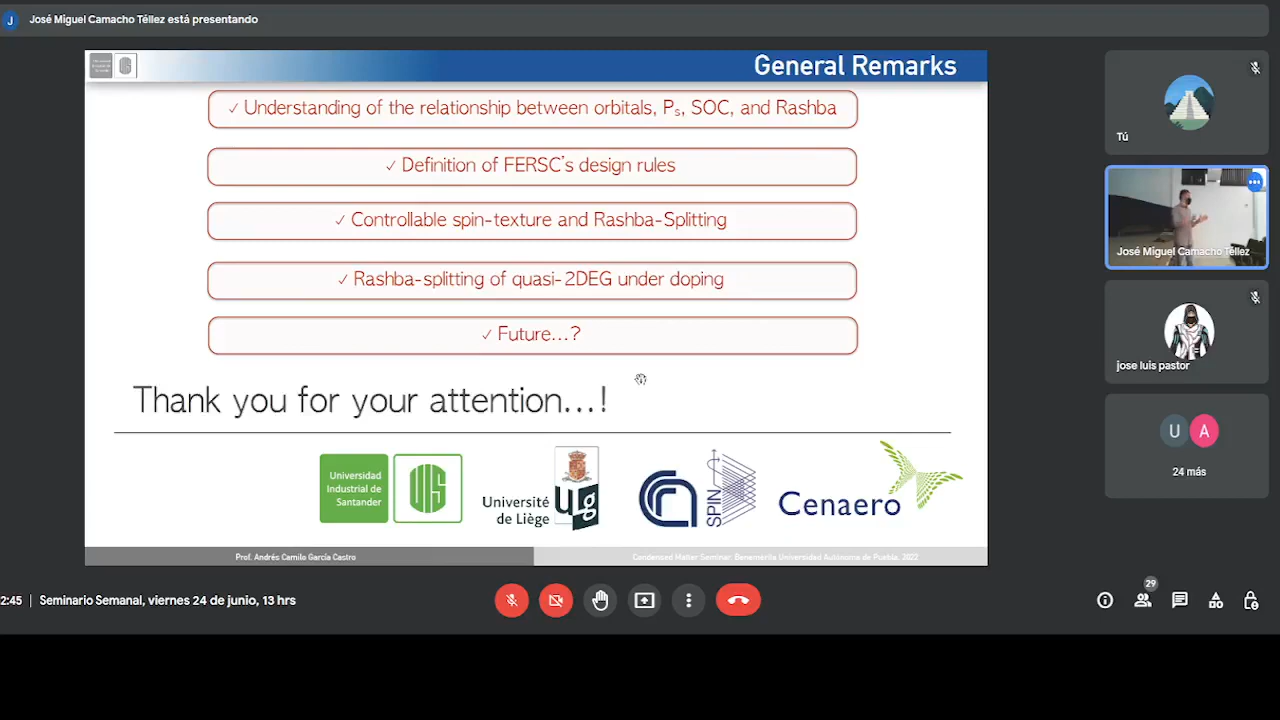 J
José Miguel Camacho Téllez está presentando
General Remarks
✓ Understanding of the relationship between orbitals, Pₛ, SOC, and Rashba
✓ Definition of FERSC's design rules
✓ Controllable spin-texture and Rashba-Splitting
✓ Rashba-splitting of quasi-2DEG under doping
✓ Future...?
Thank you for your attention...!
Universidad
Industrial de
Santander
UIS
Université
de Liège
ULg
SPIN
Cenaero
Prof. Andrés Camilo García Castro
Condensed Matter Seminar: Benemérita Universidad Autónoma de Puebla, 2022
Tú
José Miguel Camacho Téllez
jose luis pastor
U
A
24 más
2:45
Seminario Semanal, viernes 24 de junio, 13 hrs
29